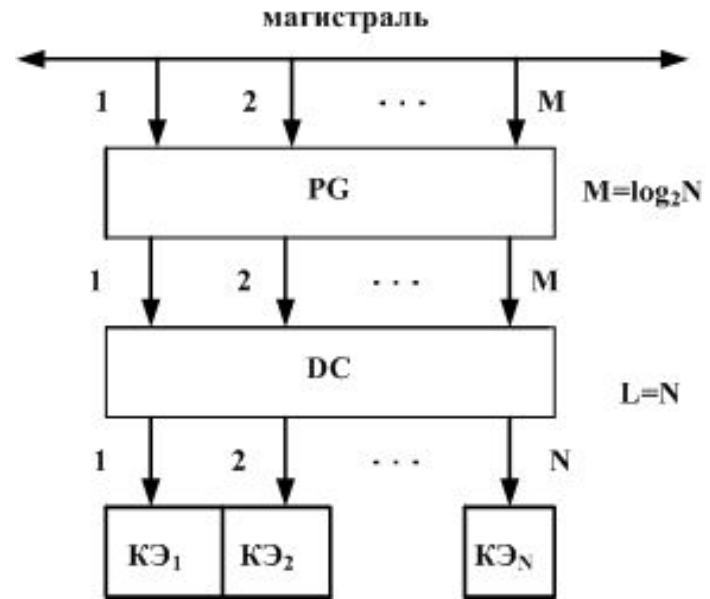 магистраль
1 2 . . . M
PG M=log₂N
1 2 . . . M
DC
L=N
1 2 . . . N
КЭ₁ КЭ₂ КЭN